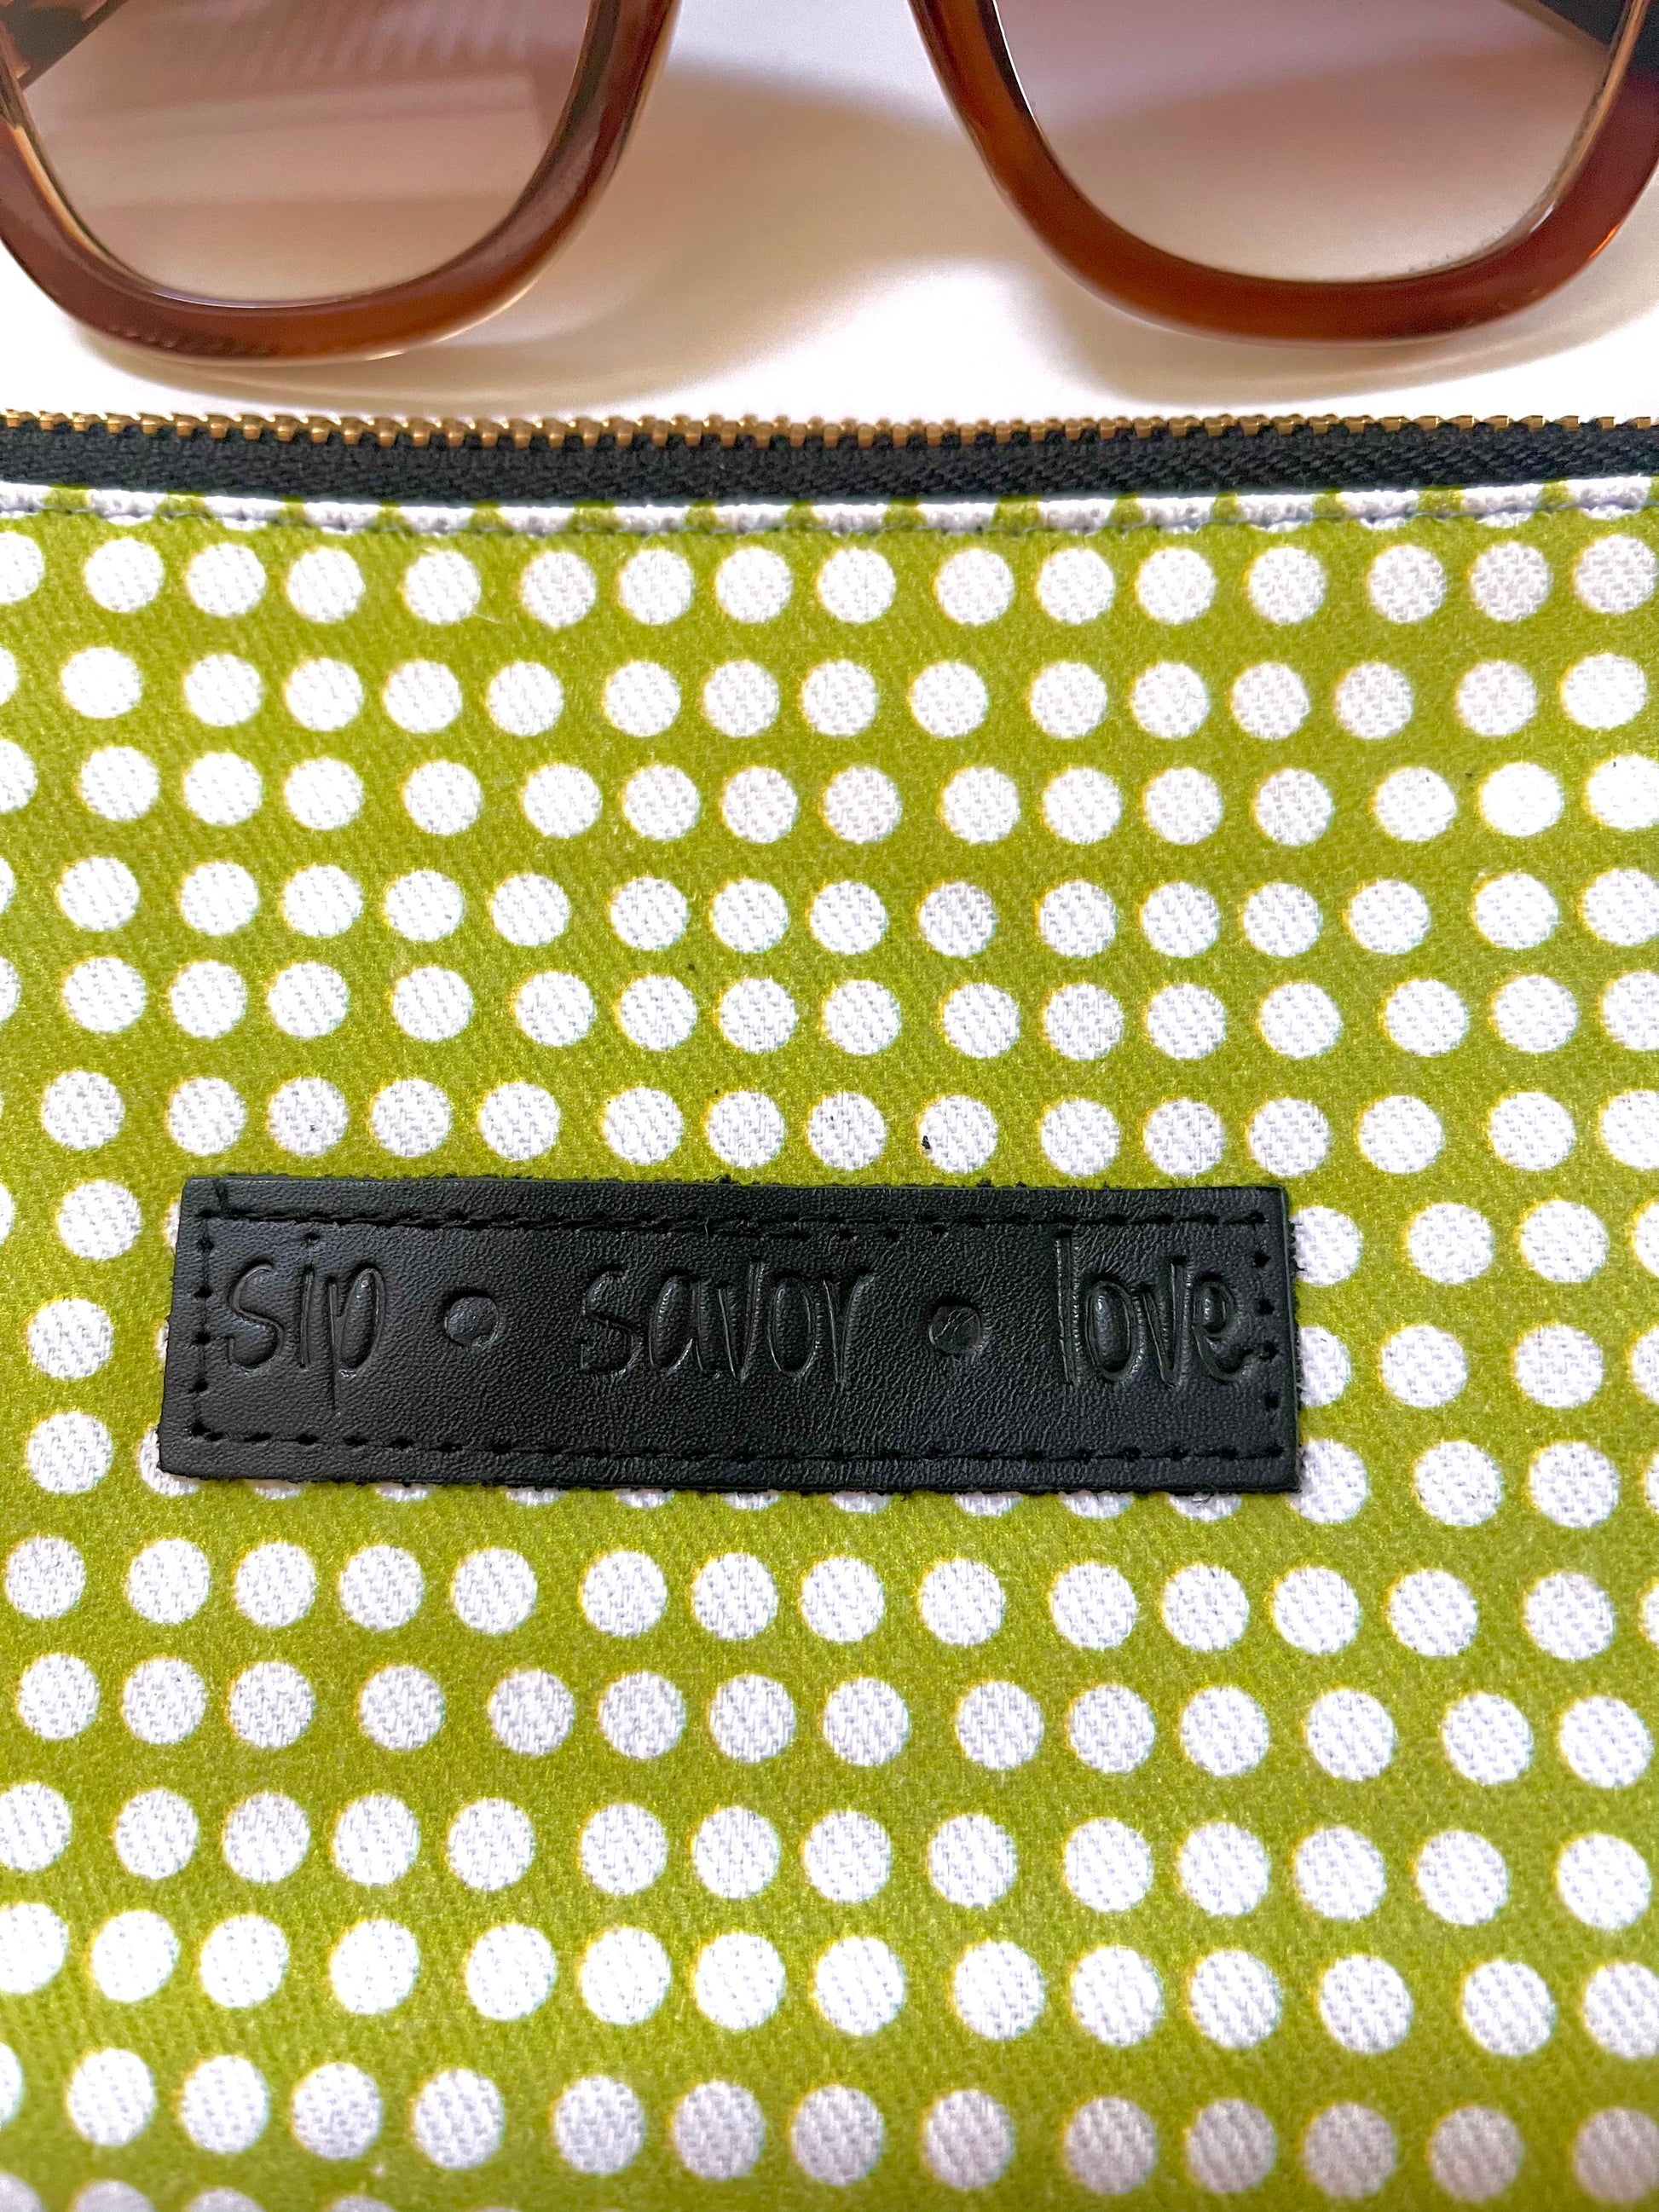 sip • savor • love